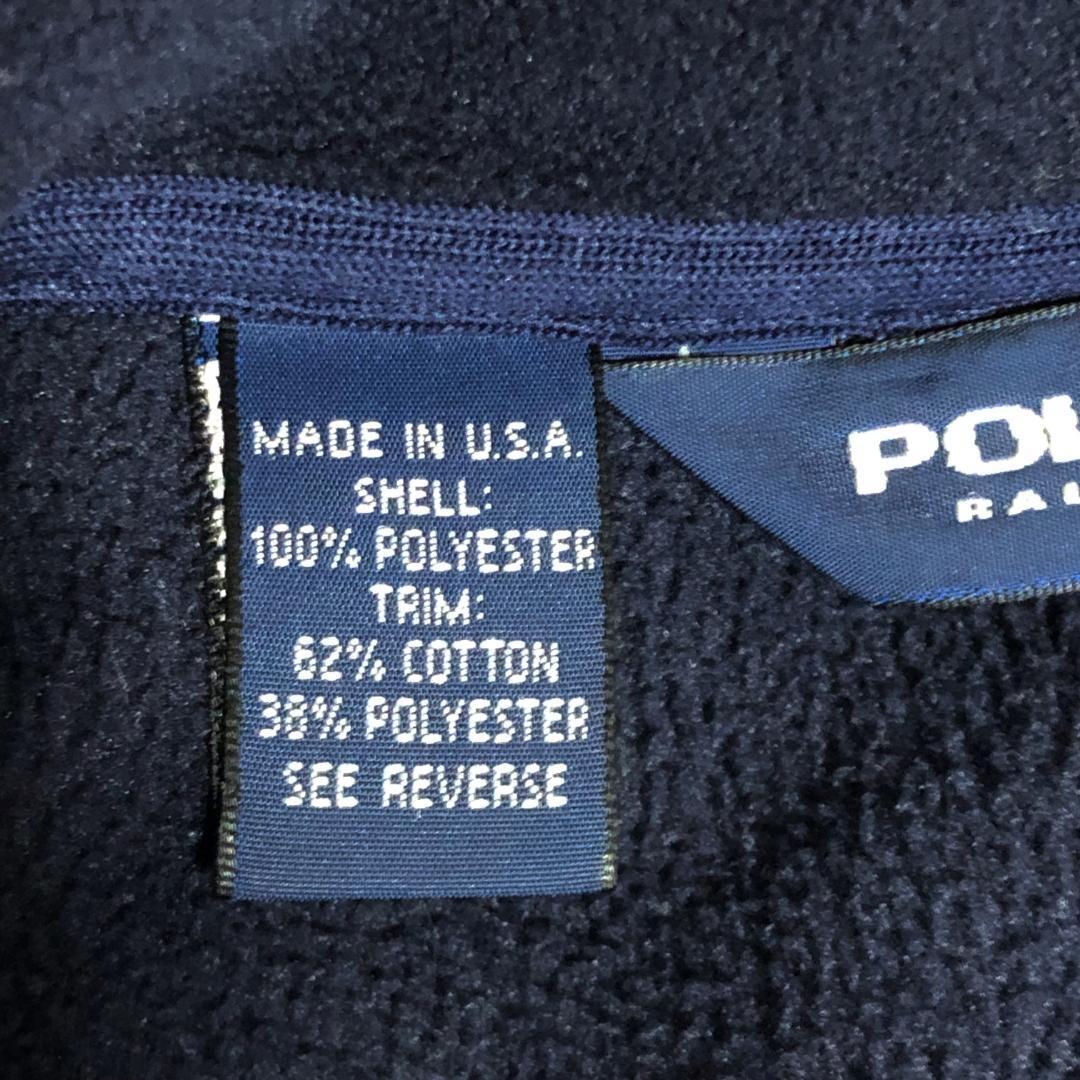 MADE IN U.S.A.
SHELL:
100% POLYESTER
TRIM:
62% COTTON
38% POLYESTER
SEE REVERSE